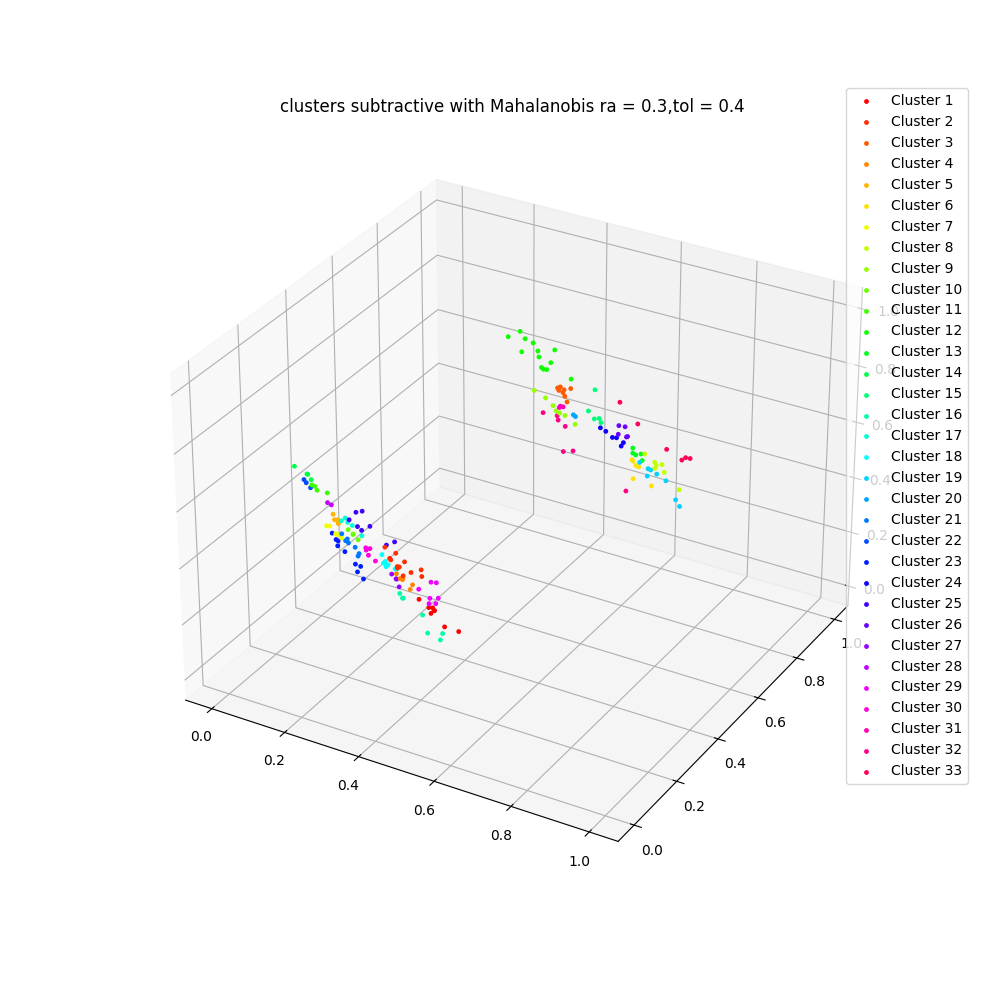 clusters subtractive with Mahalanobis ra = 0.3,tol = 0.4
Cluster 1
Cluster 2
Cluster 3
Cluster 4
Cluster 5
Cluster 6
Cluster 7
Cluster 8
Cluster 9
Cluster 10
Cluster 11
Cluster 12
Cluster 13
Cluster 14
Cluster 15
Cluster 16
Cluster 17
Cluster 18
Cluster 19
Cluster 20
Cluster 21
Cluster 22
Cluster 23
Cluster 24
Cluster 25
Cluster 26
Cluster 27
Cluster 28
Cluster 29
Cluster 30
Cluster 31
Cluster 32
Cluster 33
0.8
0.6
0.4
0.2
0.0
1.0
0.8
0.6
0.4
0.2
0.0
0.0
0.2
0.4
0.6
0.8
1.0